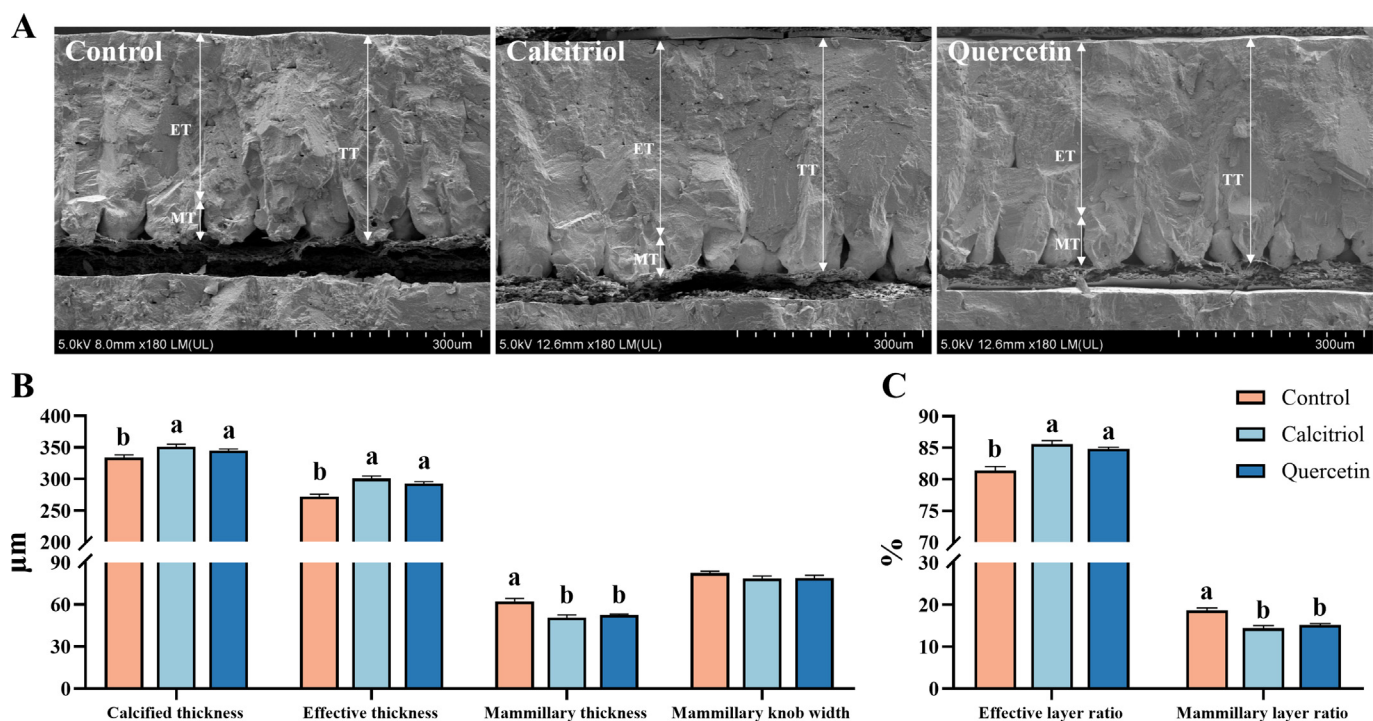 A
Control
ET
TT
MT
5.0kV 8.0mm x180 LM(UL) 300um
Calcitriol
ET
TT
MT
5.0kV 12.6mm x180 LM(UL) 300um
Quercetin
ET
TT
MT
5.0kV 12.6mm x180 LM(UL) 300um
B
μm
400
350
300
250
200
90
60
30
0
b a a
b a a
a b b
Calcified thickness
Effective thickness
Mammillary thickness
Mammillary knob width
C
%
90
85
80
75
70
30
20
10
0
b a a
a b b
Effective layer ratio
Mammillary layer ratio
Control
Calcitriol
Quercetin